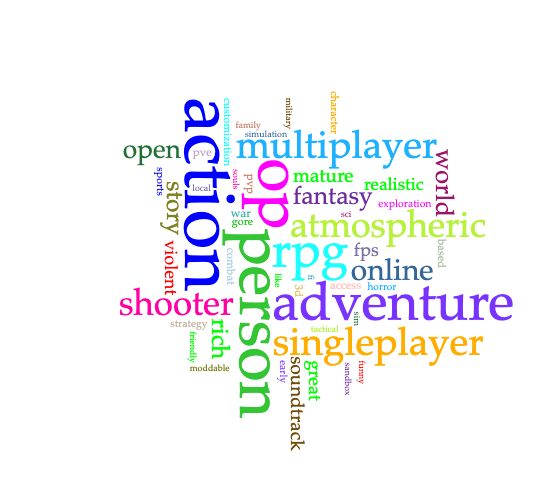 action
customization
family
simulation
military
character
open
pve
multiplayer
sports
local
souls
pvp
op
mature
realistic
world
story
fantasy
exploration
war
gore
sci
atmospheric
violent
combat
person
rpg
fps
based
online
like
fi
3d
access
horror
shooter
adventure
strategy
rich
friendly
moddable
tactical
sim
singleplayer
early
soundtrack
great
sandbox
funny